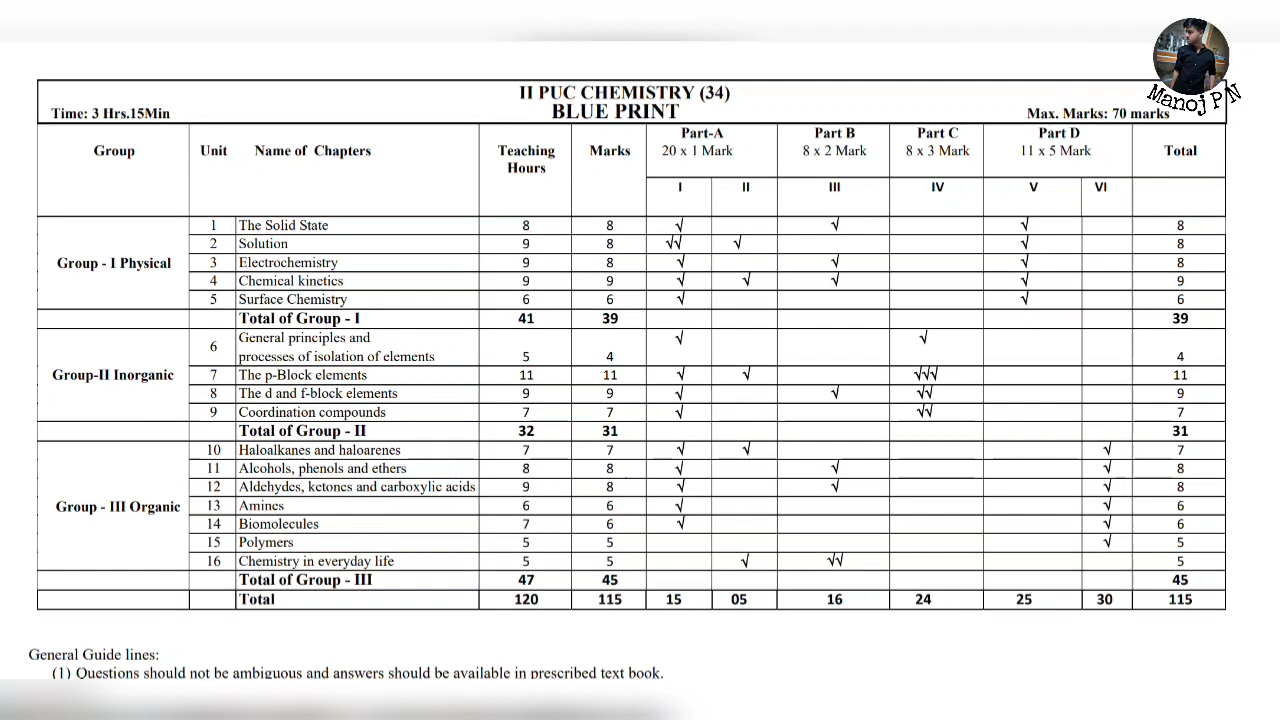 Manoj P N
II PUC CHEMISTRY (34)
Time: 3 Hrs.15Min BLUE PRINT Max. Marks: 70 marks
Group Unit Name of Chapters Teaching Hours Marks Part-A 20 x 1 Mark Part B 8 x 2 Mark Part C 8 x 3 Mark Part D 11 x 5 Mark Total
I II III IV V VI
Group - I Physical
1 The Solid State 8 8 √ √ √ 8
2 Solution 9 8 √√ √ √ 8
3 Electrochemistry 9 8 √ √ √ 8
4 Chemical kinetics 9 9 √ √ √ √ 9
5 Surface Chemistry 6 6 √ √ 6
Total of Group - I 41 39 39
Group-II Inorganic
6 General principles and
processes of isolation of elements 5 4 √ √ 4
7 The p-Block elements 11 11 √ √ √√√ 11
8 The d and f-block elements 9 9 √ √ √√ 9
9 Coordination compounds 7 7 √ √√ 7
Total of Group - II 32 31 31
Group - III Organic
10 Haloalkanes and haloarenes 7 7 √ √ √ 7
11 Alcohols, phenols and ethers 8 8 √ √ √ 8
12 Aldehydes, ketones and carboxylic acids 9 8 √ √ √ 8
13 Amines 6 6 √ √ 6
14 Biomolecules 7 6 √ √ 6
15 Polymers 5 5 √ 5
16 Chemistry in everyday life 5 5 √ √√ 5
Total of Group - III 47 45 45
Total 120 115 15 05 16 24 25 30 115
General Guide lines:
(1) Questions should not be ambiguous and answers should be available in prescribed text book.